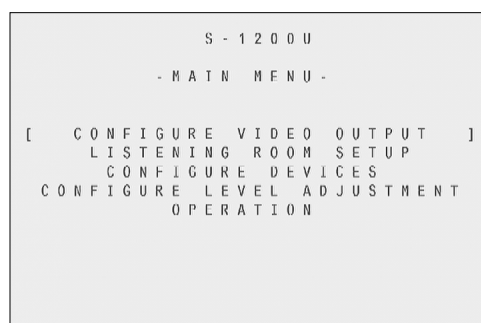 S-1200U
-MAIN MENU-
[ CONFIGURE VIDEO OUTPUT ]
LISTENING ROOM SETUP
CONFIGURE DEVICES
CONFIGURE LEVEL ADJUSTMENT
OPERATION